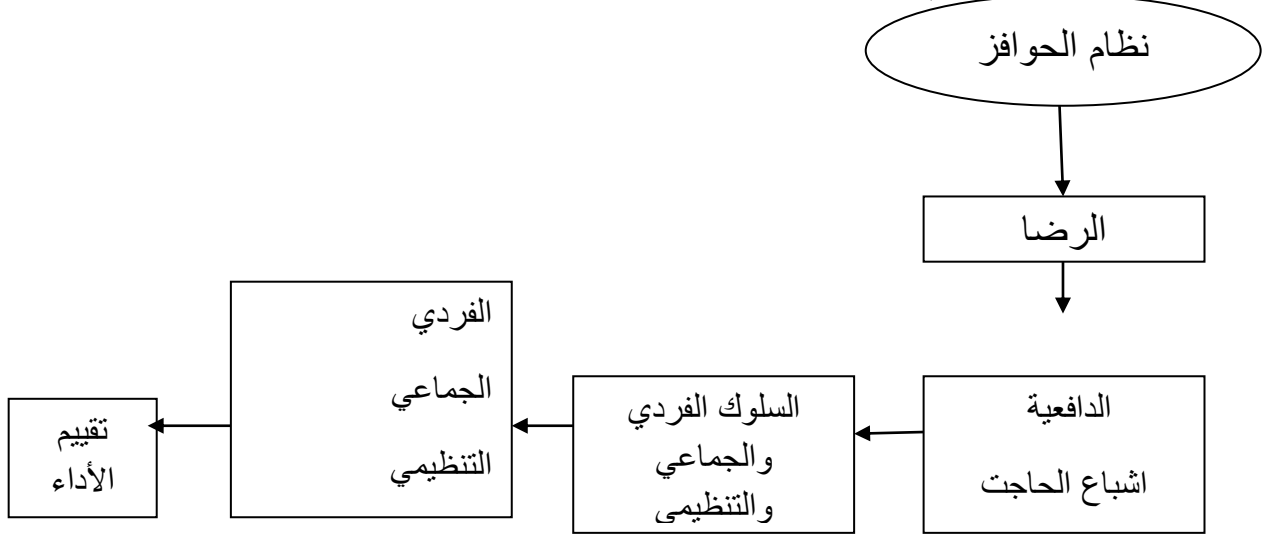 نظام الحوافز
الرضا
الدافعية
اشباع الحاجت
السلوك الفردي
والجماعي
والتنظيمي
الفردي
الجماعي
التنظيمي
تقييم
الأداء